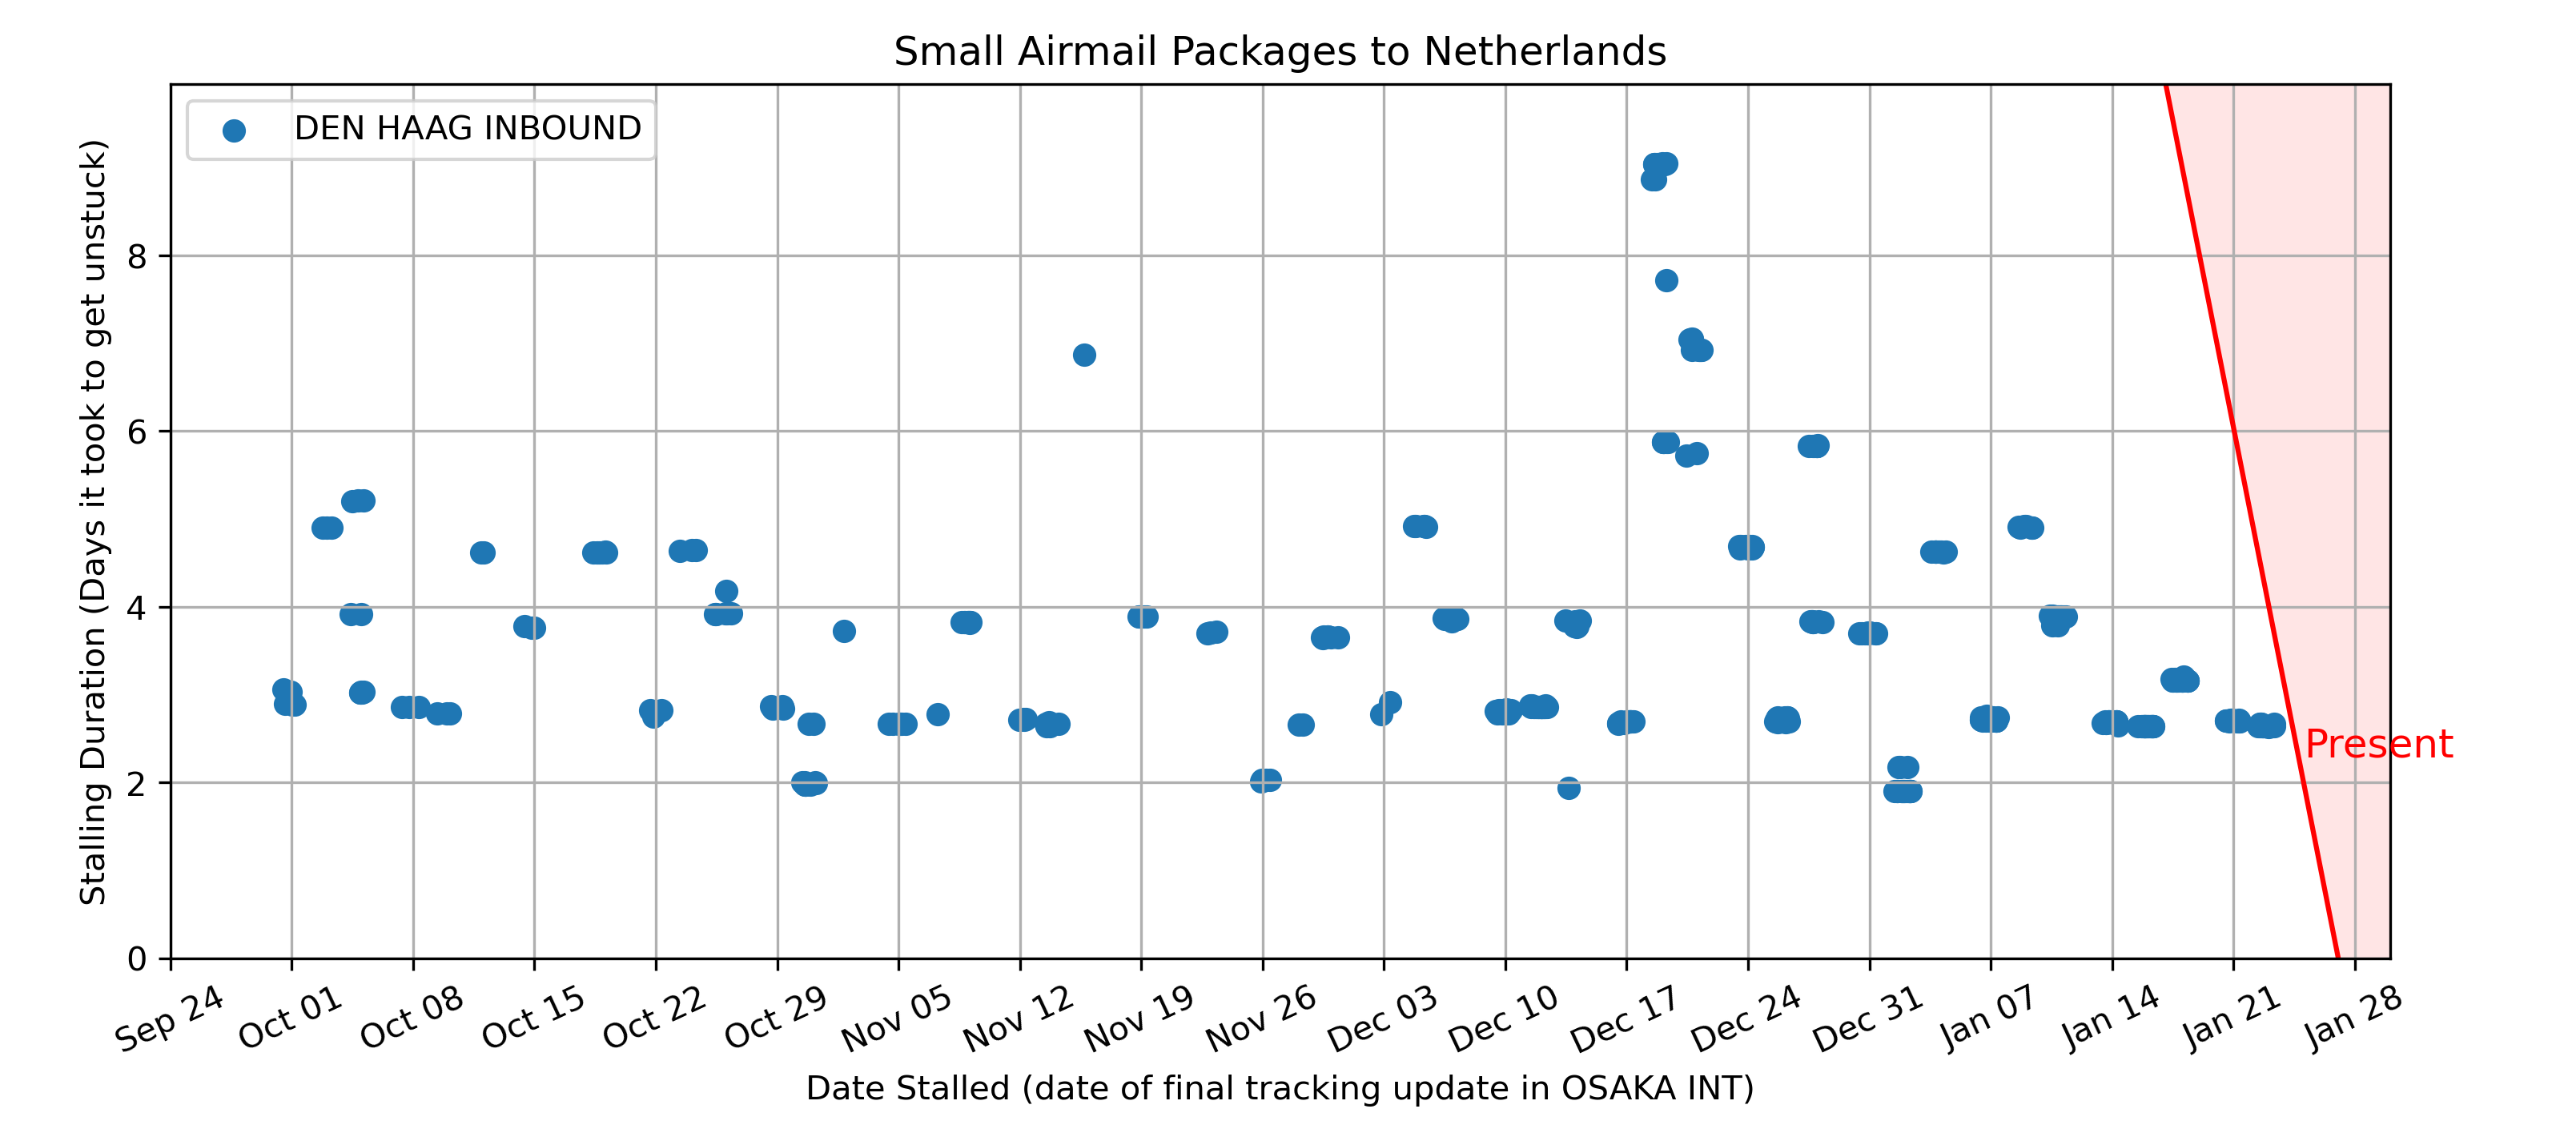 Small Airmail Packages to Netherlands
DEN HAAG INBOUND
Stalling Duration (Days it took to get unstuck)
8
6
4
2
0
Present
Sep 24
Oct 01
Oct 08
Oct 15
Oct 22
Oct 29
Nov 05
Nov 12
Nov 19
Nov 26
Dec 03
Dec 10
Dec 17
Dec 24
Dec 31
Jan 07
Jan 14
Jan 21
Jan 28
Date Stalled (date of final tracking update in OSAKA INT)